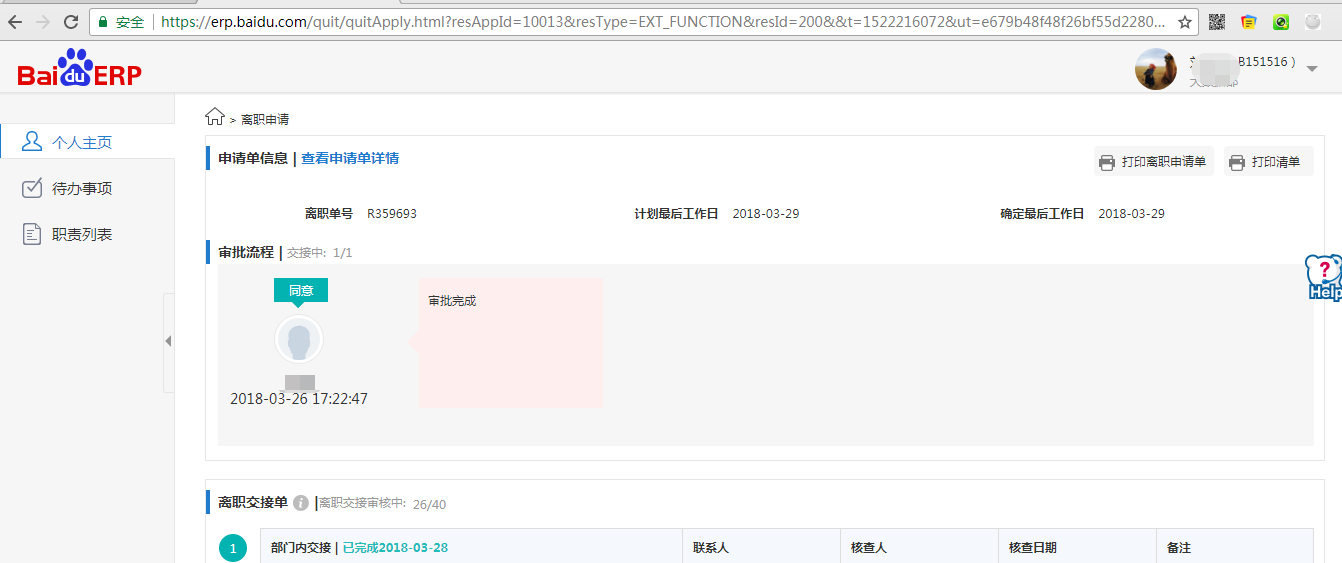 安全 https://erp.baidu.com/quit/quitApply.html?resAppId=10013&resType=EXT_FUNCTION&resId=200&&t=1522216072&ut=e679b48f48f26bf55d2280...
Bai du ERP
B151516 )
> 离职申请
个人主页
待办事项
职责列表
申请单信息 | 查看申请单详情
打印离职申请单
打印清单
离职单号 R359693
计划最后工作日 2018-03-29
确定最后工作日 2018-03-29
审批流程 | 交接中: 1/1
同意
审批完成
2018-03-26 17:22:47
? Help
离职交接单 i |离职交接审核中: 26/40
1 部门内交接 | 已完成2018-03-28 联系人 核查人 核查日期 备注